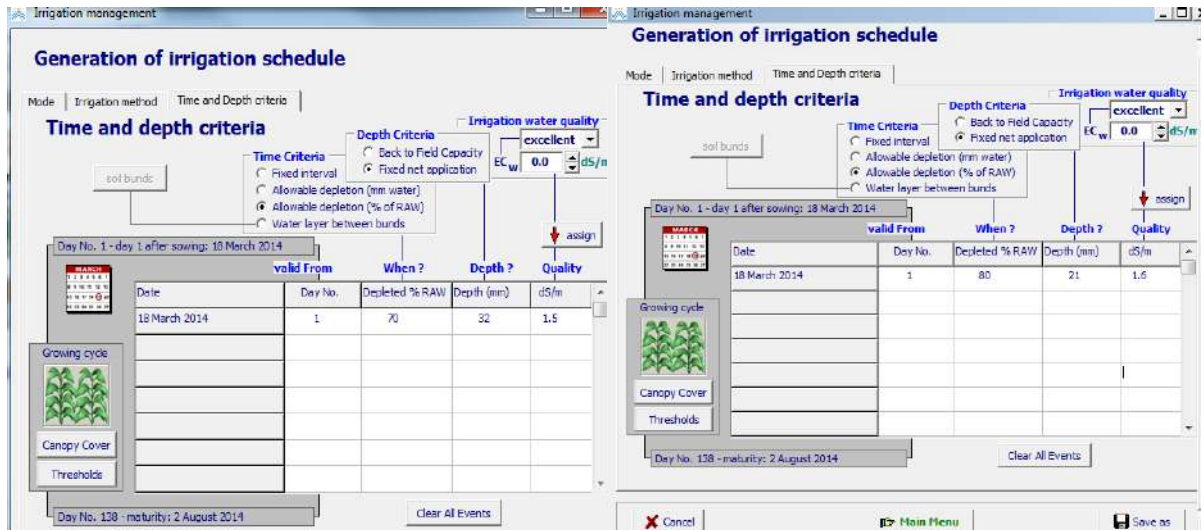 Irrigation management
Generation of irrigation schedule
Mode
Irrigation method
Time and Depth criteria
Time and depth criteria
Irrigation water quality
excellent
EC w 0.0 dS/m
Depth Criteria
Back to Field Capacity
Fixed net application
Time Criteria
Fixed interval
Allowable depletion (mm water)
Allowable depletion (% of RAW)
Water layer between bunds
soil bunds
assign
Day No. 1 - day 1 after sowing: 18 March 2014
valid From When ? Depth ? Quality
MARCH
Date Day No. Depleted % RAW Depth (mm) dS/m
18 March 2014 1 70 32 1.5
Growing cycle
Canopy Cover
Thresholds
Day No. 138 - maturity: 2 August 2014
Clear All Events
Irrigation management
Generation of irrigation schedule
Mode
Irrigation method
Time and Depth criteria
Time and depth criteria
Irrigation water quality
excellent
EC w 0.0 dS/m
Depth Criteria
Back to Field Capacity
Fixed net application
Time Criteria
Fixed interval
Allowable depletion (mm water)
Allowable depletion (% of RAW)
Water layer between bunds
soil bunds
assign
Day No. 1 - day 1 after sowing: 18 March 2014
valid From When ? Depth ? Quality
MARCH
Date Day No. Depleted % RAW Depth (mm) dS/m
18 March 2014 1 80 21 1.6
Growing cycle
Canopy Cover
Thresholds
Day No. 138 - maturity: 2 August 2014
Clear All Events
Cancel
Main Menu
Save as